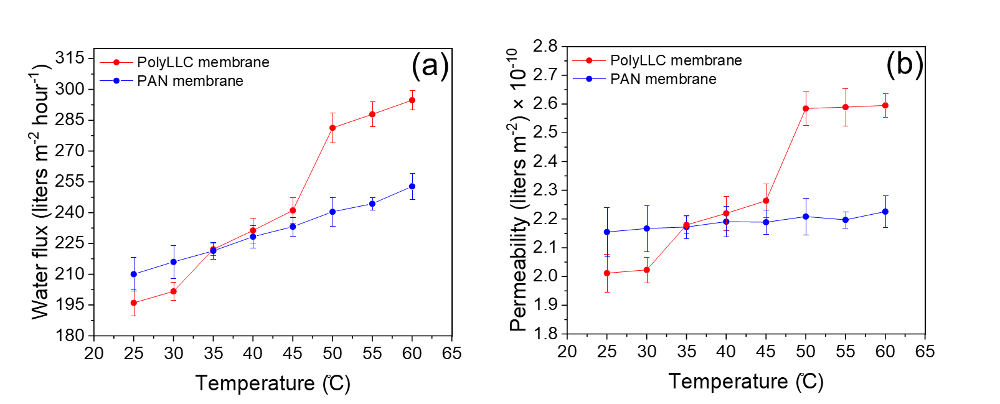 (a)
PolyLLC membrane
PAN membrane
Water flux (liters m⁻² hour⁻¹)
315
300
285
270
255
240
225
210
195
180
20 25 30 35 40 45 50 55 60 65
Temperature (°C)
(b)
PolyLLC membrane
PAN membrane
Permeability (liters m⁻²) × 10⁻¹⁰
2.8
2.7
2.6
2.5
2.4
2.3
2.2
2.1
2.0
1.9
1.8
20 25 30 35 40 45 50 55 60 65
Temperature (°C)